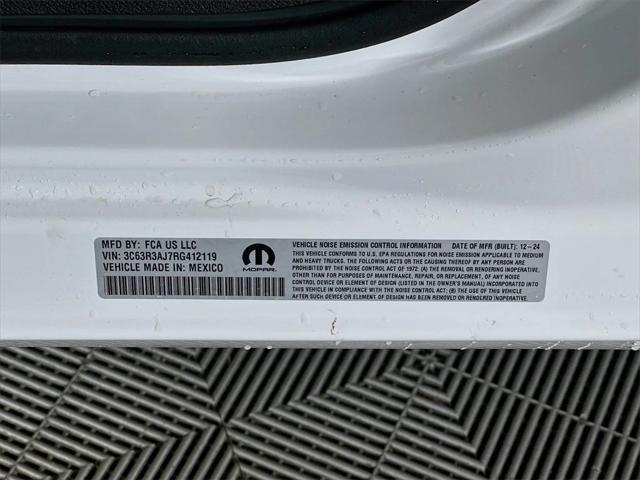 MFD BY: FCA US LLC
VIN: 3C63R3AJ7RG412119
VEHICLE MADE IN: MEXICO
MOPAR.
VEHICLE NOISE EMISSION CONTROL INFORMATION DATE OF MFR (BUILT): 12-24
THIS VEHICLE CONFORMS TO U.S. EPA REGULATIONS FOR NOISE EMISSION APPLICABLE TO MEDIUM
AND HEAVY TRUCKS. THE FOLLOWING ACTS OR CAUSING THEREOF BY ANY PERSON ARE
PROHIBITED BY THE NOISE CONTROL ACT OF 1972: (A) THE REMOVAL OR RENDERING INOPERATIVE,
OTHER THAN FOR PURPOSES OF MAINTENANCE, REPAIR, OR REPLACEMENT, OF ANY NOISE
CONTROL DEVICE OR ELEMENT OF DESIGN (LISTED IN THE OWNER'S MANUAL) IN COMPLIANCE
WITH THE NOISE CONTROL ACT; (B) THE USE OF THIS VEHICLE AFTER
SUCH DEVICE OR ELEMENT OF DESIGN HAS BEEN REMOVED OR RENDERED INOPERATIVE.